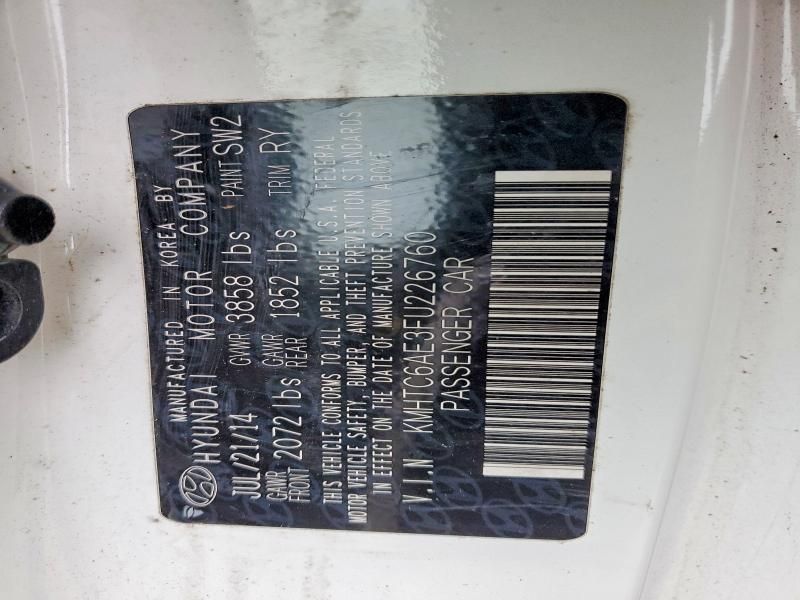 MANUFACTURED IN KOREA BY
HYUNDAI MOTOR COMPANY
JUL/21/14 GVWR 3858 lbs PAINT SW2
GAWR FRONT 2072 lbs GAWR REAR 1852 lbs TRIM RY
THIS VEHICLE CONFORMS TO ALL APPLICABLE U.S.A. FEDERAL
MOTOR VEHICLE SAFETY, BUMPER, AND THEFT PREVENTION STANDARDS
IN EFFECT ON THE DATE OF MANUFACTURE SHOWN ABOVE
V.I.N KMHTC6AE3FU226760
PASSENGER CAR